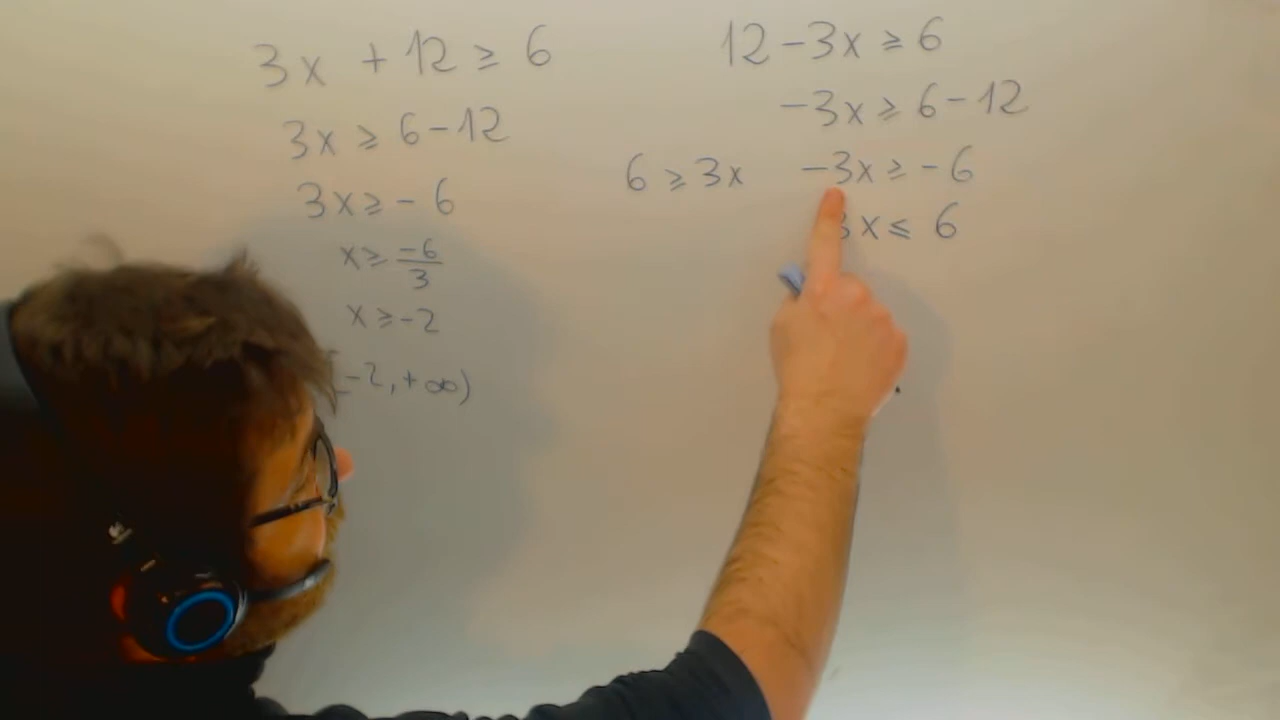 3x + 12 ≥ 6
3x ≥ 6 - 12
3x ≥ - 6
x ≥ -6/3
x ≥ -2
[-2, +∞)
12 - 3x ≥ 6
-3x ≥ 6 - 12
6 ≥ 3x -3x ≥ - 6
3x ≤ 6